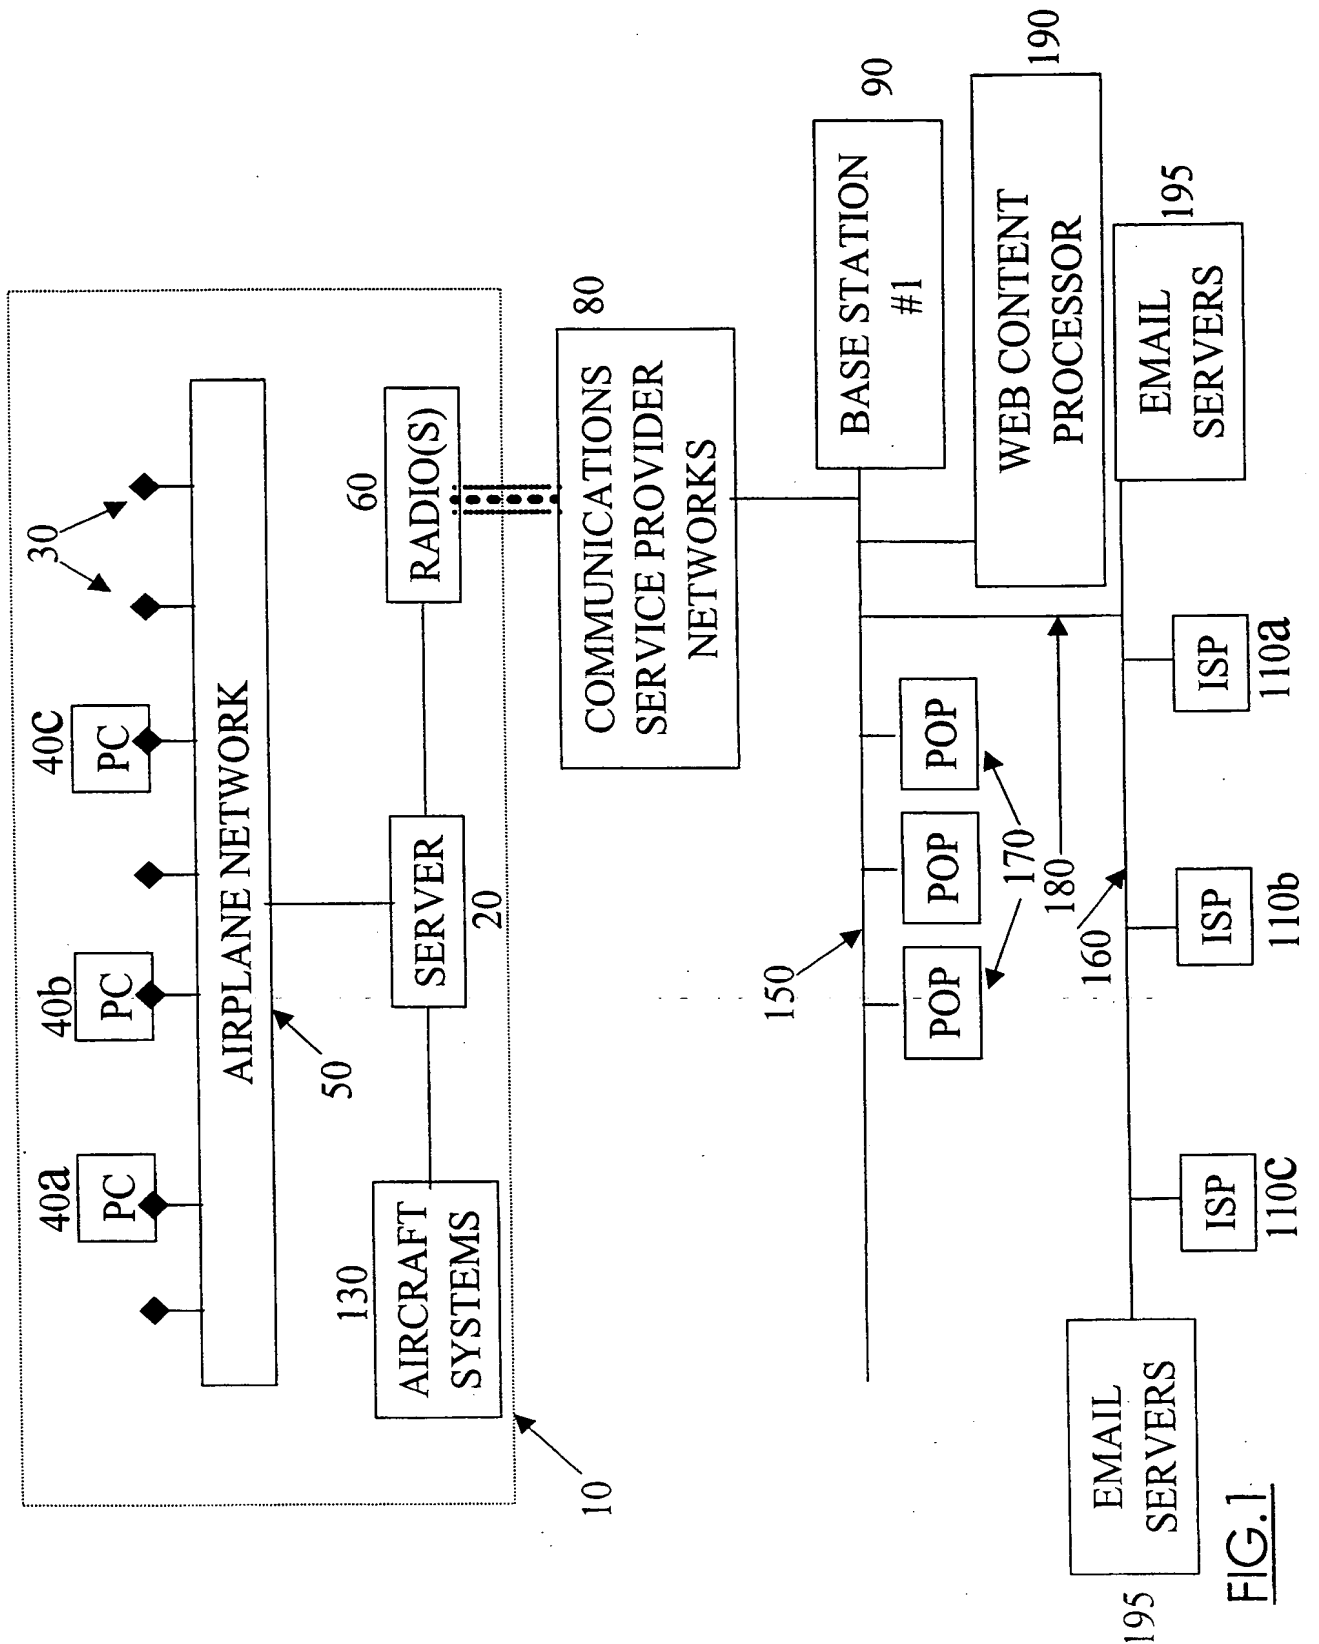 30
40a
40b
40c
PC
PC
PC
AIRPLANE NETWORK
50
130
60
AIRCRAFT
SYSTEMS
SERVER
20
RADIO(S)
10
80
COMMUNICATIONS
SERVICE PROVIDER
NETWORKS
150
90
BASE STATION
#1
POP
POP
POP
170
180
190
WEB CONTENT
PROCESSOR
160
195
EMAIL
SERVERS
195
EMAIL
SERVERS
ISP
ISP
ISP
110c
110b
110a
FIG.1